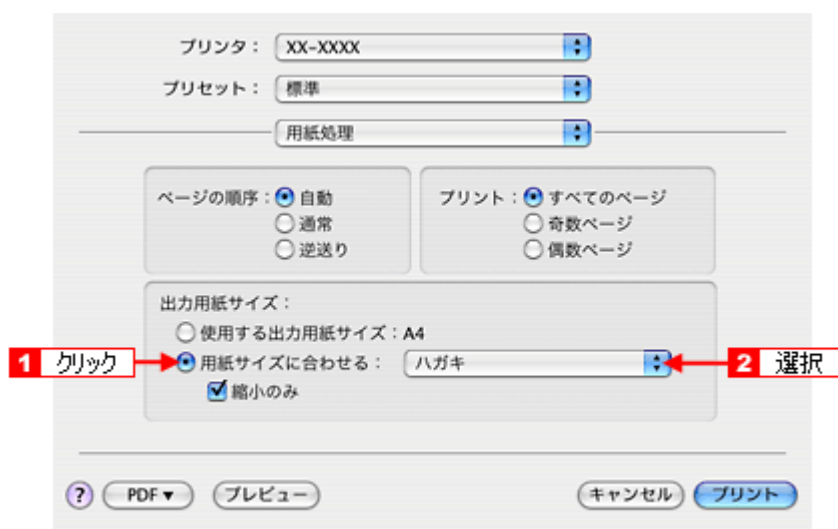 プリンタ： XX-XXXX
プリセット： 標準
用紙処理
ページの順序： 自動
通常
逆送り
プリント： すべてのページ
奇数ページ
偶数ページ
出力用紙サイズ：
使用する出力用紙サイズ：A4
1 クリック 用紙サイズに合わせる： ハガキ 2 選択
縮小のみ
? PDF▼ プレビュー キャンセル プリント